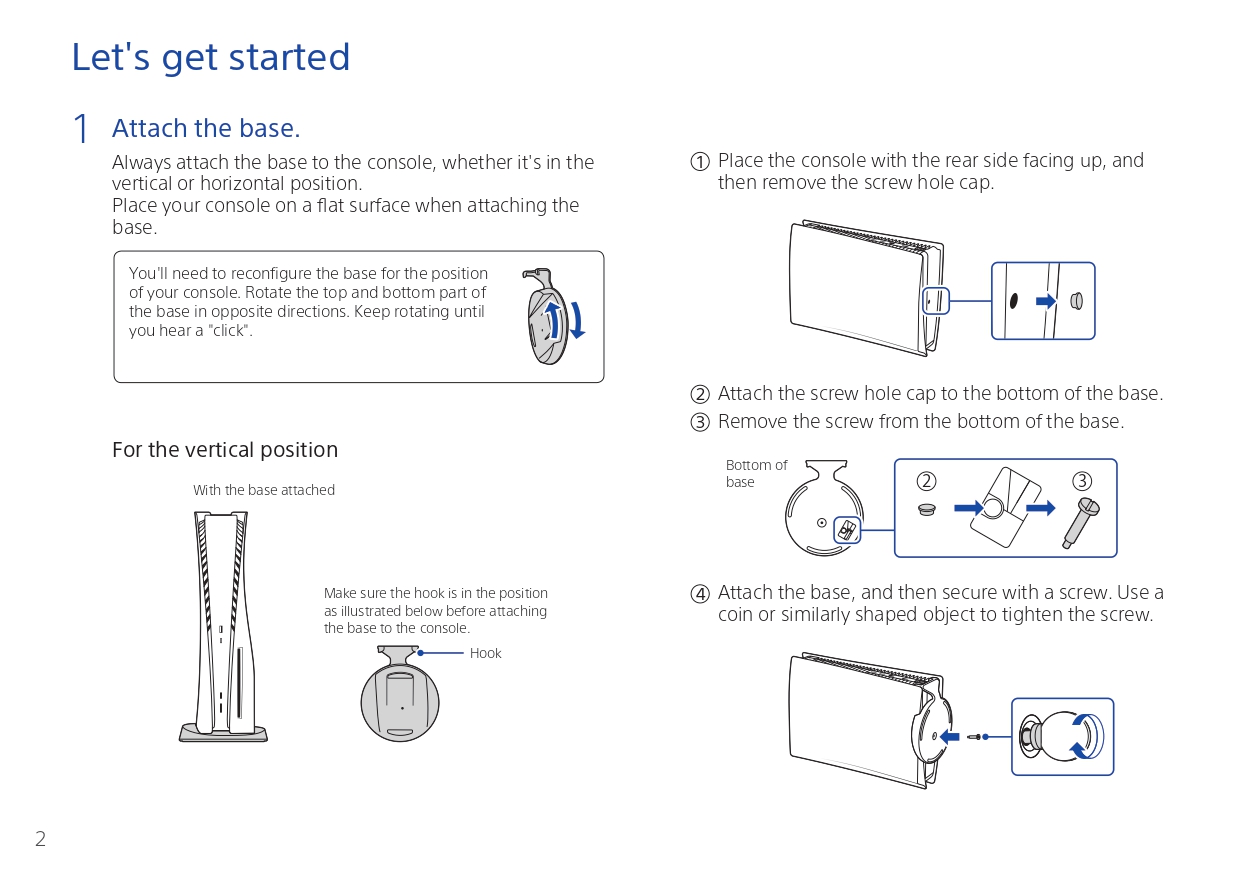 Let's get started
1 Attach the base.
Always attach the base to the console, whether it's in the
vertical or horizontal position.
Place your console on a flat surface when attaching the
base.
You'll need to reconfigure the base for the position
of your console. Rotate the top and bottom part of
the base in opposite directions. Keep rotating until
you hear a "click".
For the vertical position
With the base attached
Make sure the hook is in the position
as illustrated below before attaching
the base to the console.
Hook
① Place the console with the rear side facing up, and
then remove the screw hole cap.
② Attach the screw hole cap to the bottom of the base.
③ Remove the screw from the bottom of the base.
Bottom of
base
② ③
④ Attach the base, and then secure with a screw. Use a
coin or similarly shaped object to tighten the screw.
2